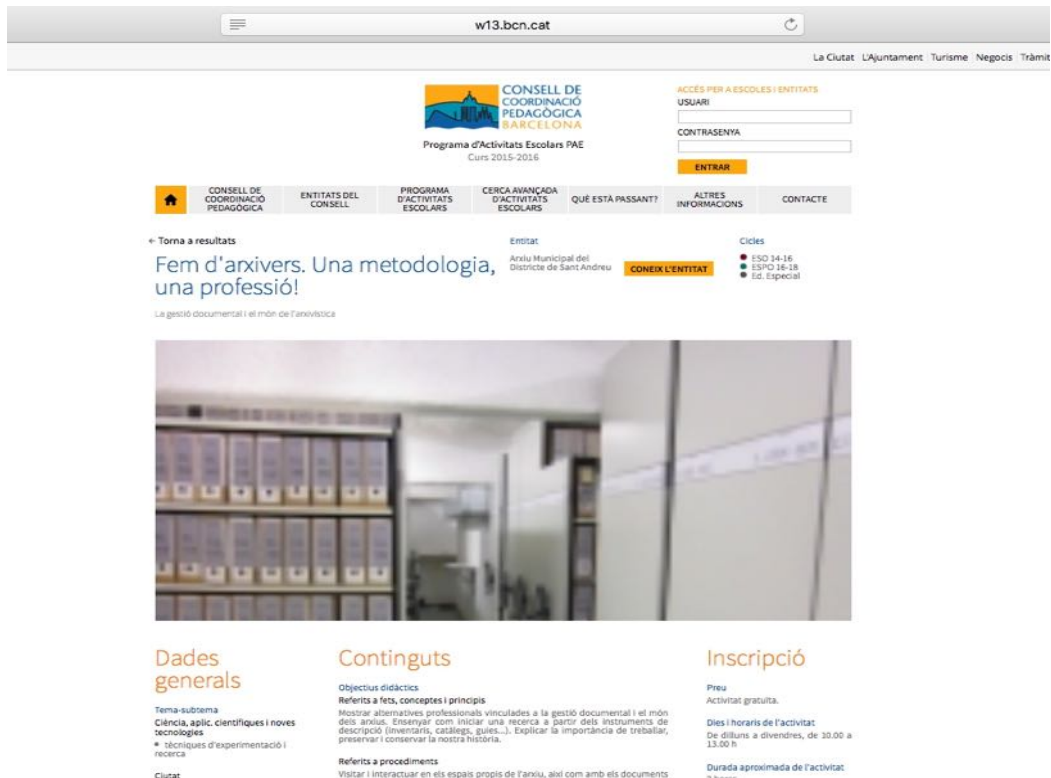 w13.bcn.cat
La Ciutat L'Ajuntament Turisme Negocis Tràmit
CONSELL DE
COORDINACIÓ
PEDAGÒGICA
BARCELONA
Programa d'Activitats Escolars PAE
Curs 2015-2016
ACCÉS PER A ESCOLES I ENTITATS
USUARI
CONTRASENYA
ENTRAR
CONSELL DE
COORDINACIÓ
PEDAGÒGICA
ENTITATS DEL
CONSELL
PROGRAMA
D'ACTIVITATS
ESCOLARS
CERCA AVANÇADA
D'ACTIVITATS
ESCOLARS
QUÈ ESTÀ PASSANT?
ALTRES
INFORMACIONS
CONTACTE
← Torna a resultats
Fem d'arxivers. Una metodologia,
una professió!
La gestió documental i el món de l'arxivística
Entitat
Arxiu Municipal del
Districte de Sant Andreu
CONEIX L'ENTITAT
Cicles
ESO 14-16
ESPO 16-18
Ed. Especial
Dades
generals
Tema-subtema
Ciència, aplic. científiques i noves
tecnologies
tècniques d'experimentació i
recerca
Ciutat
Continguts
Objectius didàctics
Referits a fets, conceptes i principis
Mostrar alternatives professionals vinculades a la gestió documental i el món
dels arxius. Ensenyar com iniciar una recerca a partir dels instruments de
descripció (inventaris, catàlegs, guies...). Explicar la importància de treballar,
preservar i conservar la nostra història.
Referits a procediments
Visitar i interactuar en els espais propis de l'arxiu, així com amb els documents
Inscripció
Preu
Activitat gratuïta.
Dies i horaris de l'activitat
De dilluns a divendres, de 10.00 a
13.00 h
Durada aproximada de l'activitat